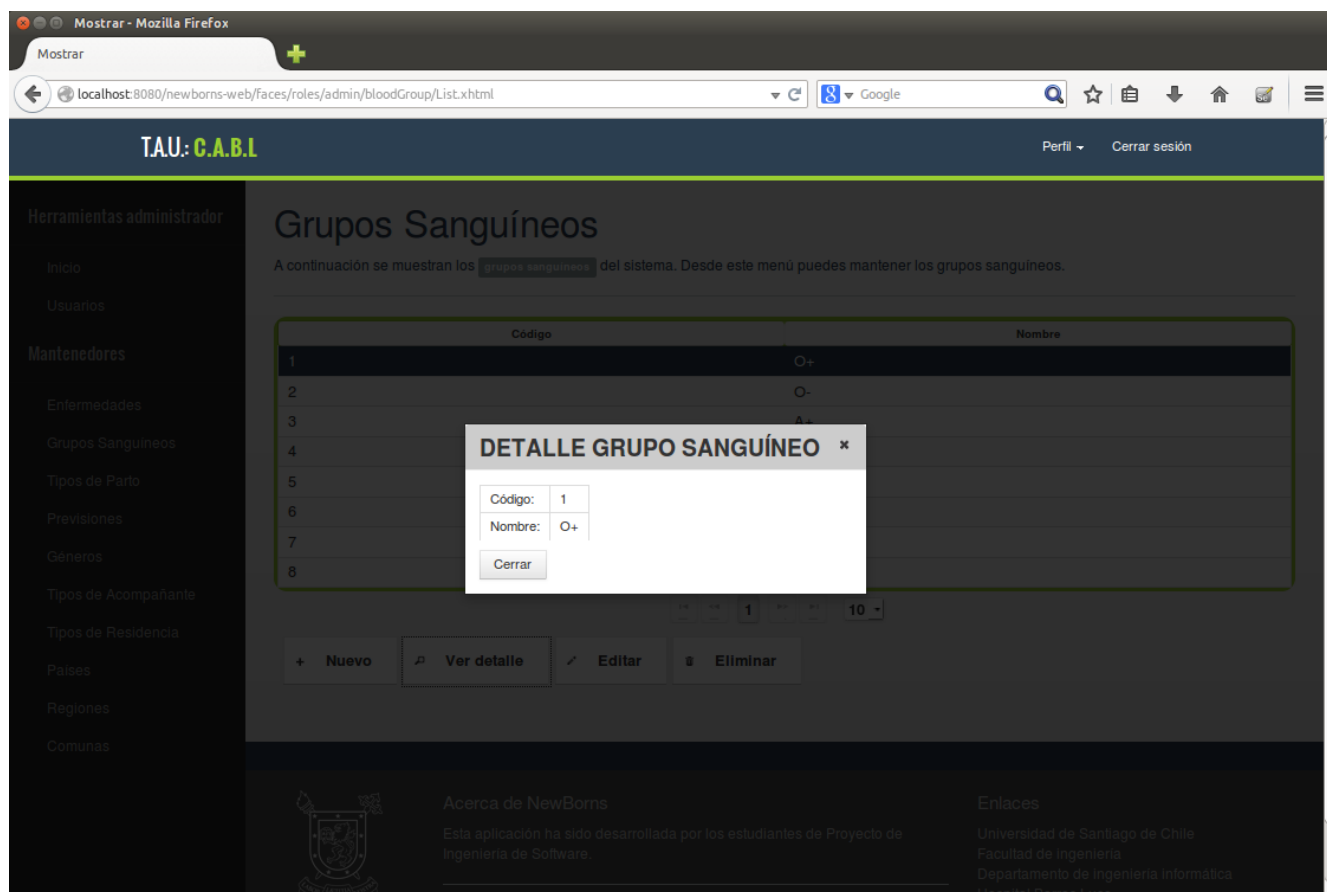 Mostrar - Mozilla Firefox
Mostrar
localhost:8080/newborns-web/faces/roles/admin/bloodGroup/List.xhtml
Google
T.A.U.: C.A.B.L
Perfil
Cerrar sesión
Herramientas administrador
Inicio
Usuarios
Mantenedores
Enfermedades
Grupos Sanguíneos
Tipos de Parto
Previsiones
Géneros
Tipos de Acompañante
Tipos de Residencia
Países
Regiones
Comunas
Grupos Sanguíneos
A continuación se muestran los grupos sanguíneos del sistema. Desde este menú puedes mantener los grupos sanguíneos.
Código Nombre
1 O+
2 O-
3 A+
4
5
6
7
8
DETALLE GRUPO SANGUÍNEO
Código: 1
Nombre: O+
Cerrar
1 10
+ Nuevo Ver detalle Editar Eliminar
Acerca de NewBorns
Esta aplicación ha sido desarrollada por los estudiantes de Proyecto de
Ingeniería de Software.
Enlaces
Universidad de Santiago de Chile
Facultad de Ingeniería
Departamento de ingeniería Informática